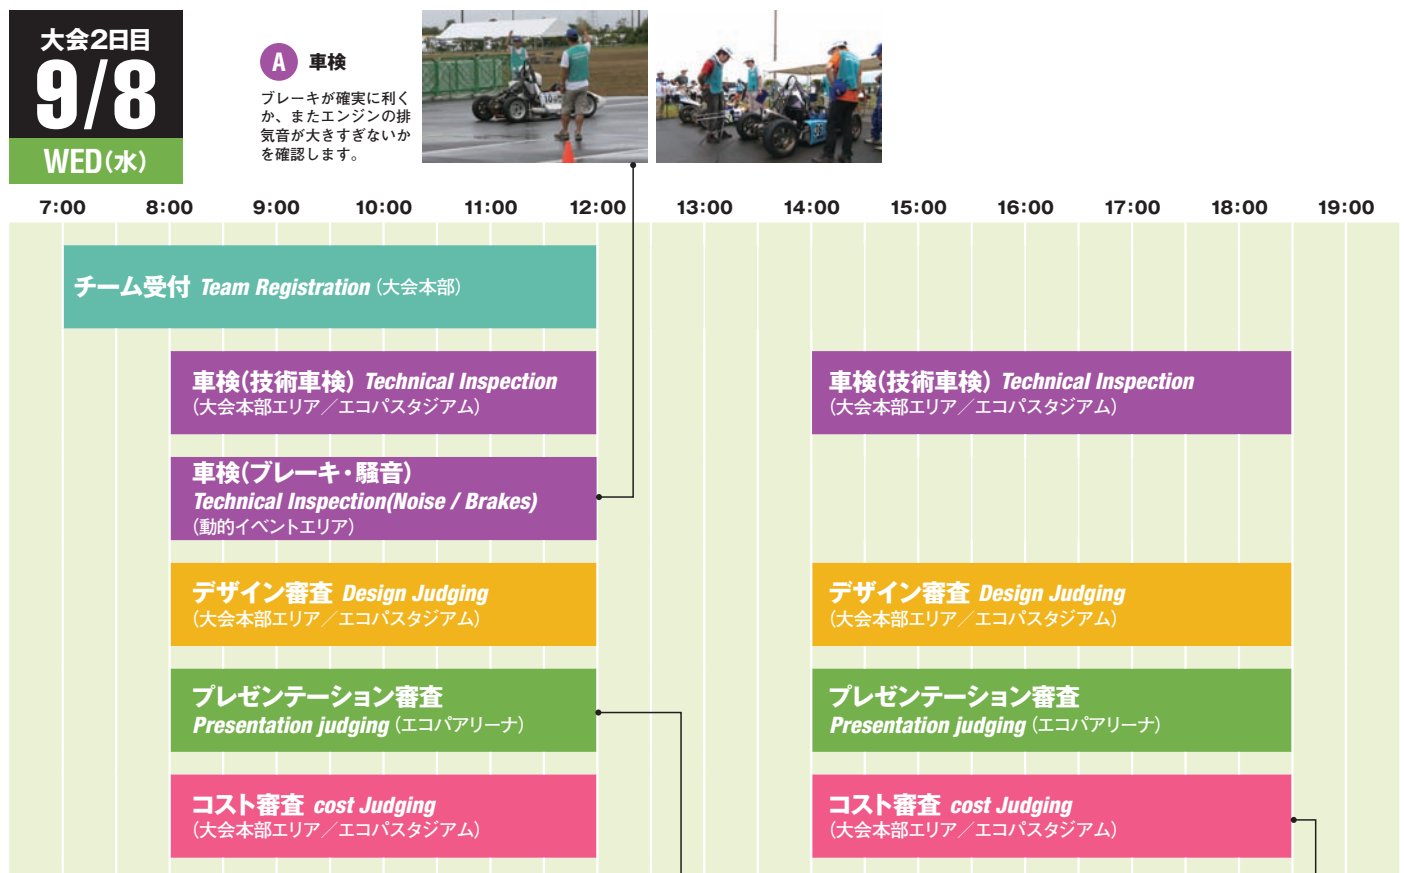 大会2日目
9/8
WED(水)
A 車検
ブレーキが確実に利く
か、またエンジンの排
気音が大きすぎないか
を確認します。
7:00 8:00 9:00 10:00 11:00 12:00 13:00 14:00 15:00 16:00 17:00 18:00 19:00
チーム受付 Team Registration（大会本部）
車検(技術車検) Technical Inspection
（大会本部エリア／エコパスタジアム）
車検(技術車検) Technical Inspection
（大会本部エリア／エコパスタジアム）
車検(ブレーキ・騒音)
Technical Inspection(Noise / Brakes)
（動的イベントエリア）
デザイン審査 Design Judging
（大会本部エリア／エコパスタジアム）
デザイン審査 Design Judging
（大会本部エリア／エコパスタジアム）
プレゼンテーション審査
Presentation judging（エコパアリーナ）
プレゼンテーション審査
Presentation judging（エコパアリーナ）
コスト審査 cost Judging
（大会本部エリア／エコパスタジアム）
コスト審査 cost Judging
（大会本部エリア／エコパスタジアム）